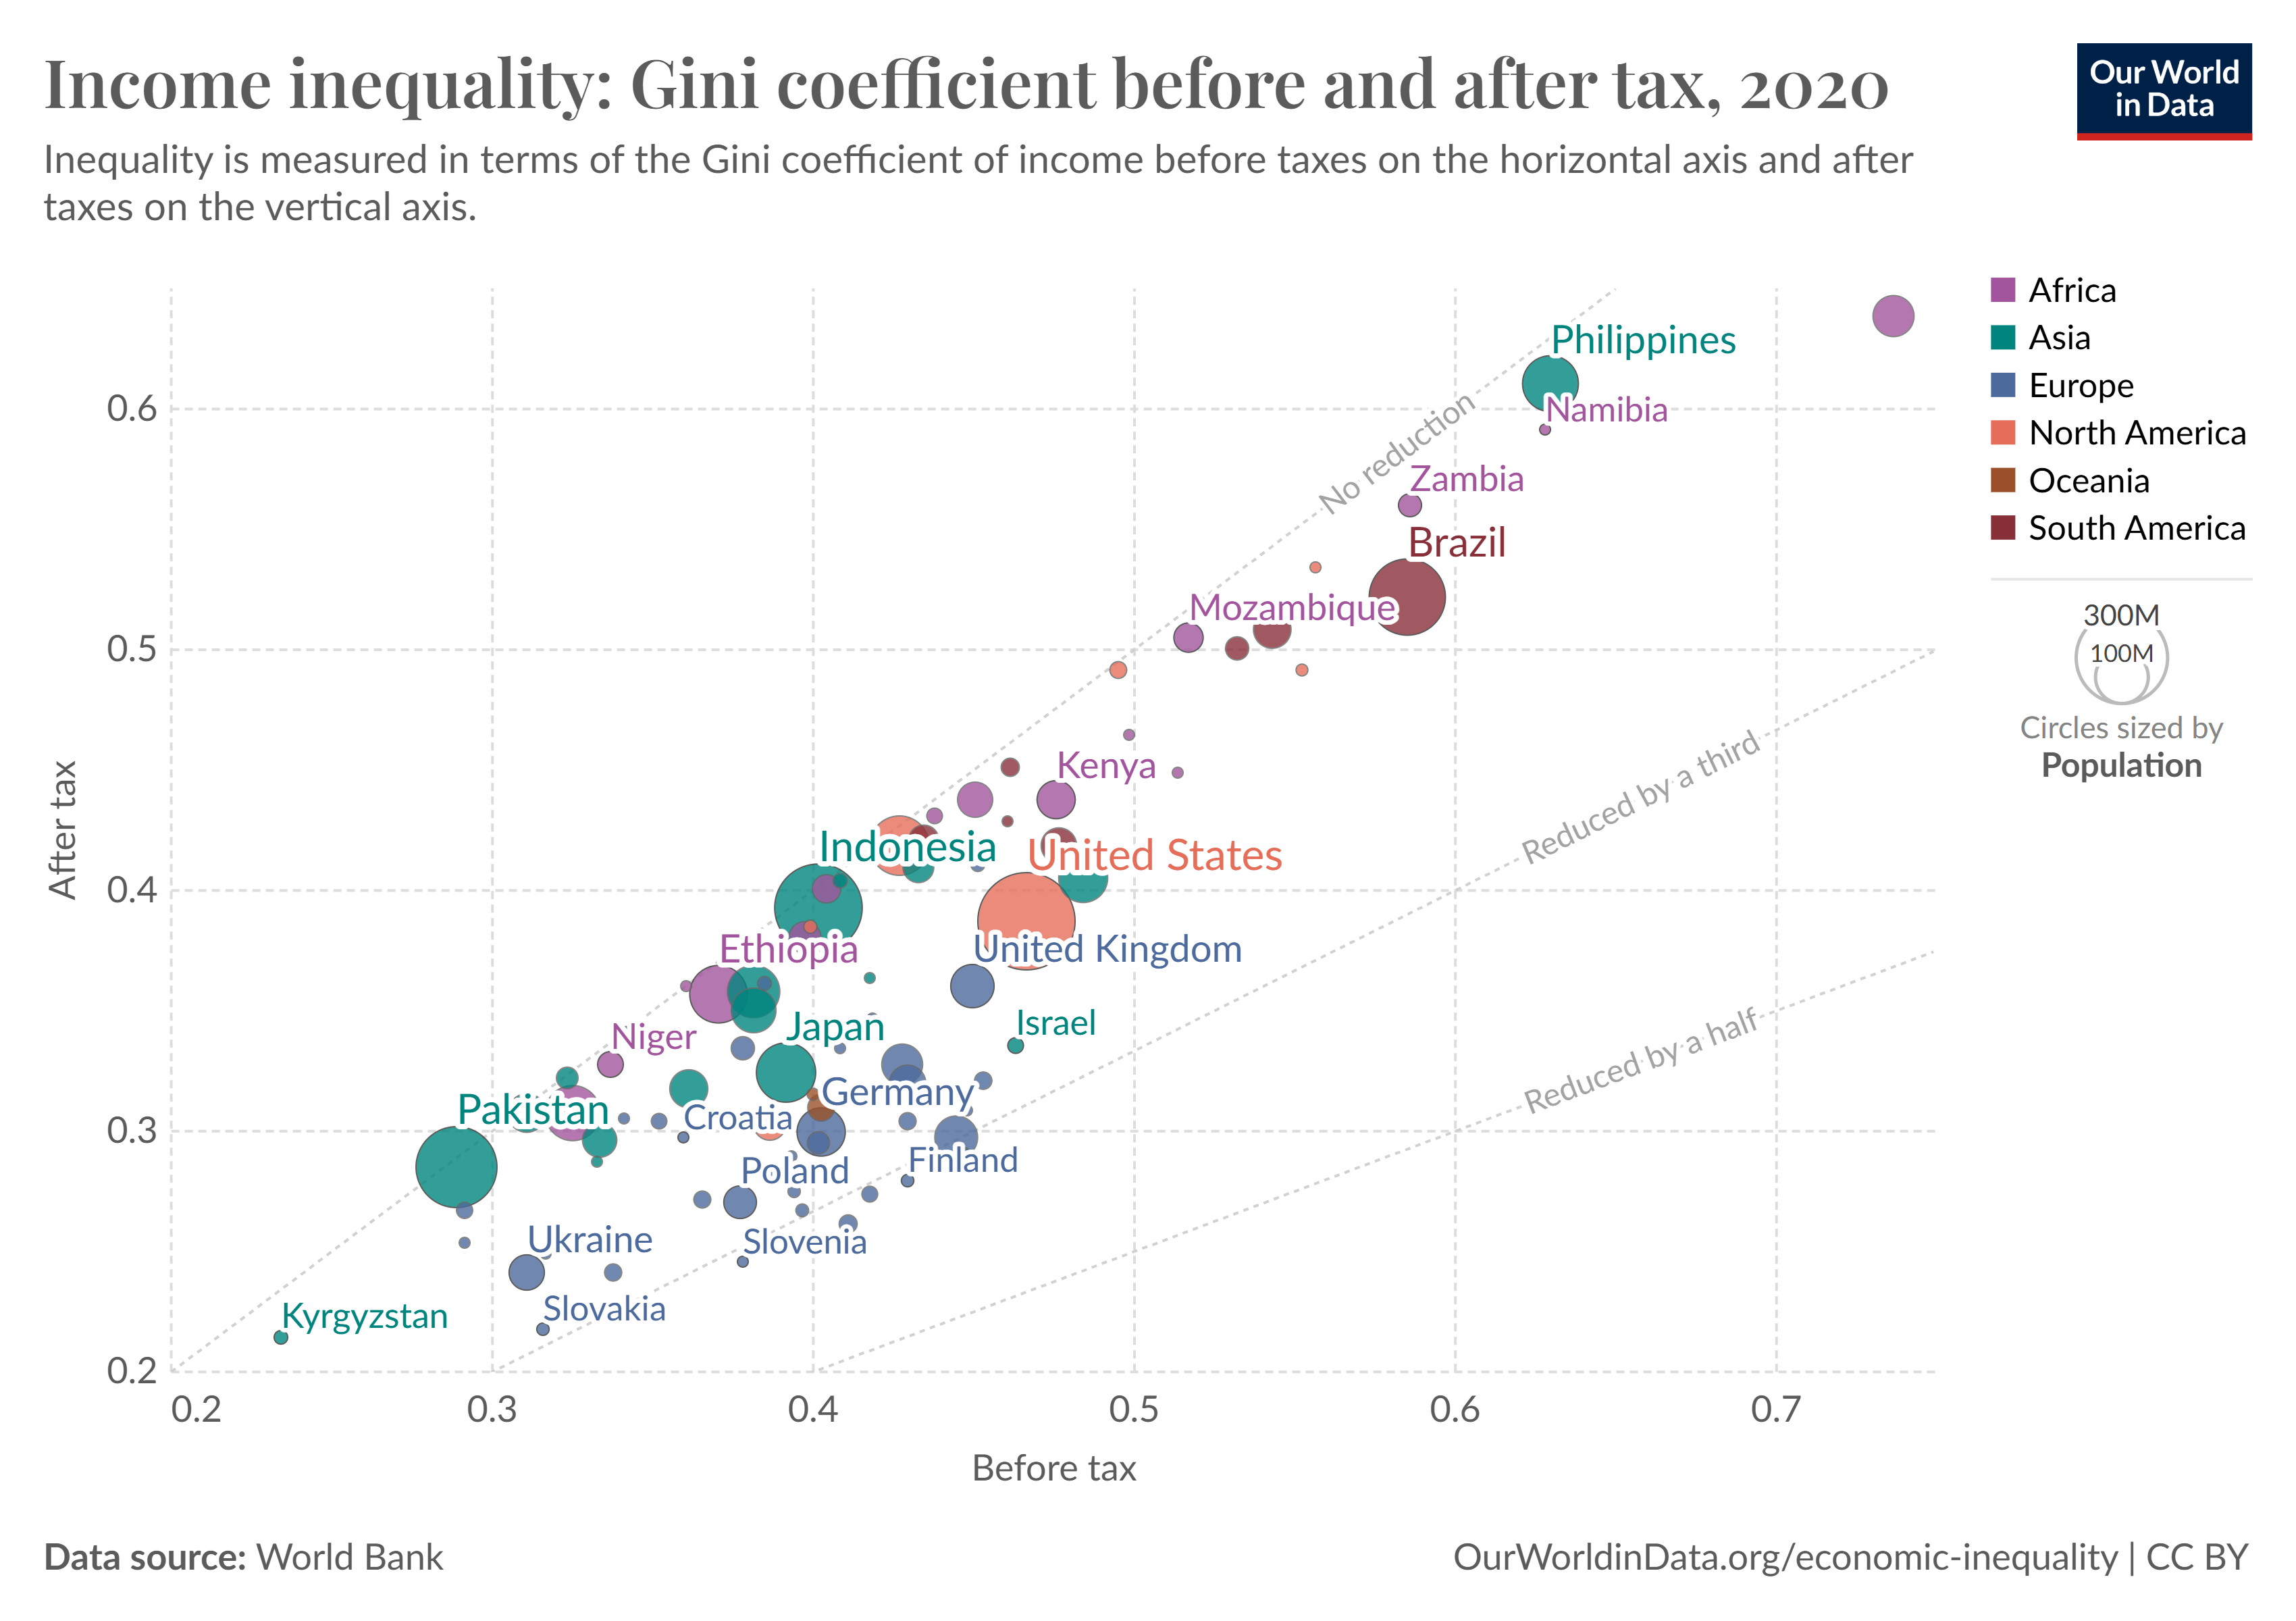 Income inequality: Gini coefficient before and after tax, 2020
Our World
in Data
Inequality is measured in terms of the Gini coefficient of income before taxes on the horizontal axis and after
taxes on the vertical axis.
Africa
Asia
Europe
North America
Oceania
South America
300M
100M
Circles sized by
Population
After tax
0.6
0.5
0.4
0.3
0.2
No reduction
Reduced by a third
Reduced by a half
Philippines
Namibia
Zambia
Brazil
Mozambique
Kenya
Indonesia
United States
Ethiopia
United Kingdom
Japan
Israel
Niger
Germany
Pakistan
Croatia
Poland
Finland
Ukraine
Slovenia
Slovakia
Kyrgyzstan
0.2
0.3
0.4
0.5
0.6
0.7
Before tax
Data source: World Bank
OurWorldinData.org/economic-inequality | CC BY